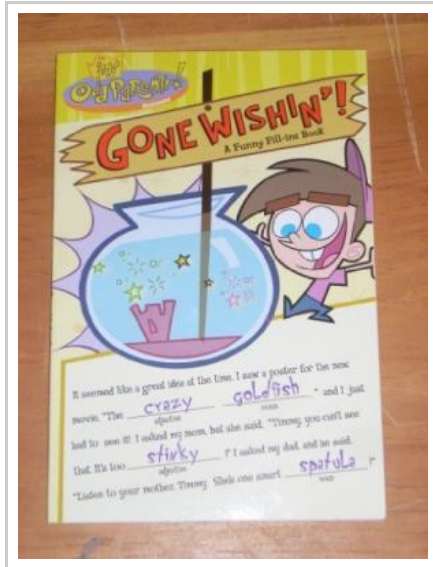 the
Fairly
OddParents!
GONE WISHIN'!
A Funny Fill-ins Book
It seemed like a great idea at the time. I saw a poster for the new
movie, "The crazy goldfish " and I just
adjective noun
had to see it! I asked my mom, but she said, "Timmy, you can't see
that. It's too stinky !" I asked my dad, and he said,
adjective
"Listen to your mother, Timmy. She's one smart spatula !"
noun